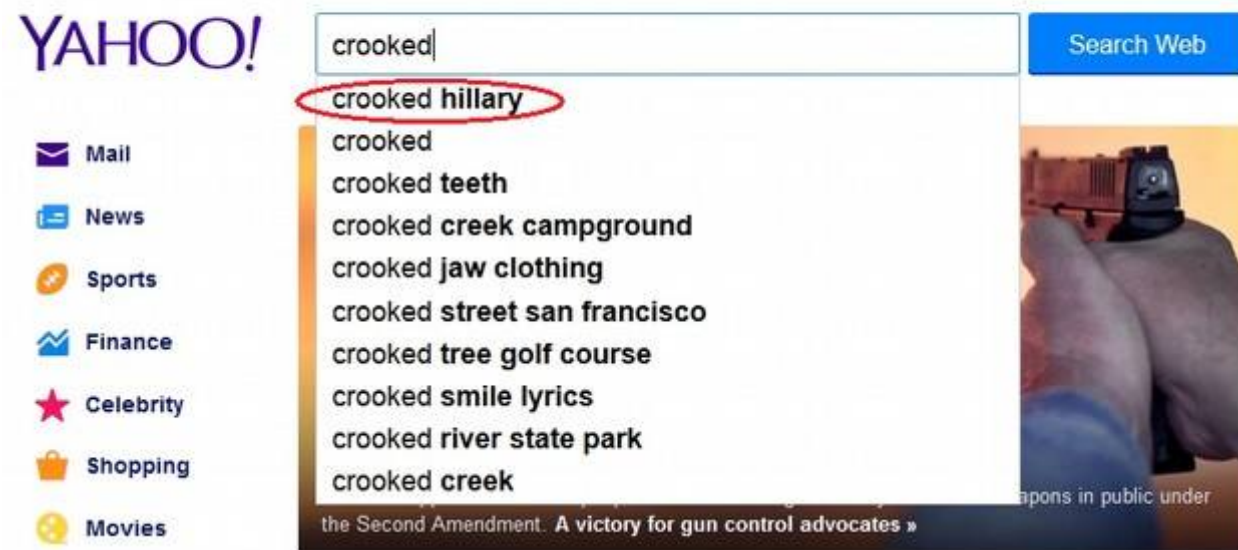 YAHOO!
crooked
Search Web
crooked hillary
crooked
crooked teeth
crooked creek campground
crooked jaw clothing
crooked street san francisco
crooked tree golf course
crooked smile lyrics
crooked river state park
crooked creek
Mail
News
Sports
Finance
Celebrity
Shopping
Movies
in public under
the Second Amendment. A victory for gun control advocates »